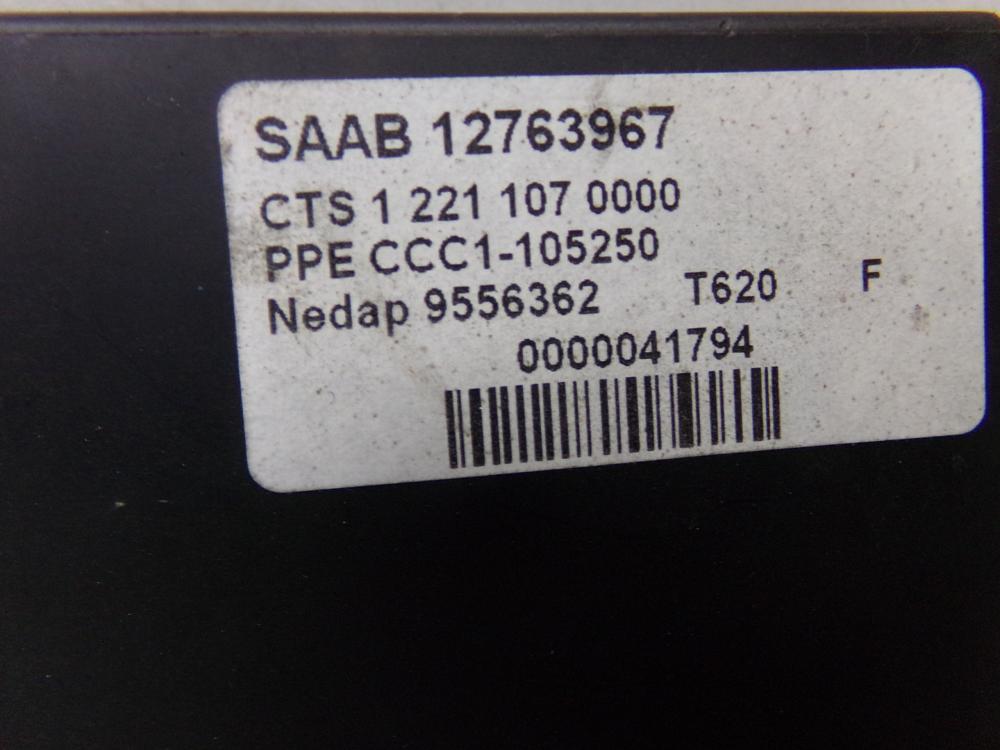 SAAB 12763967
CTS 1 221 107 0000
PPE CCC1-105250
Nedap 9556362 T620 F
0000041794